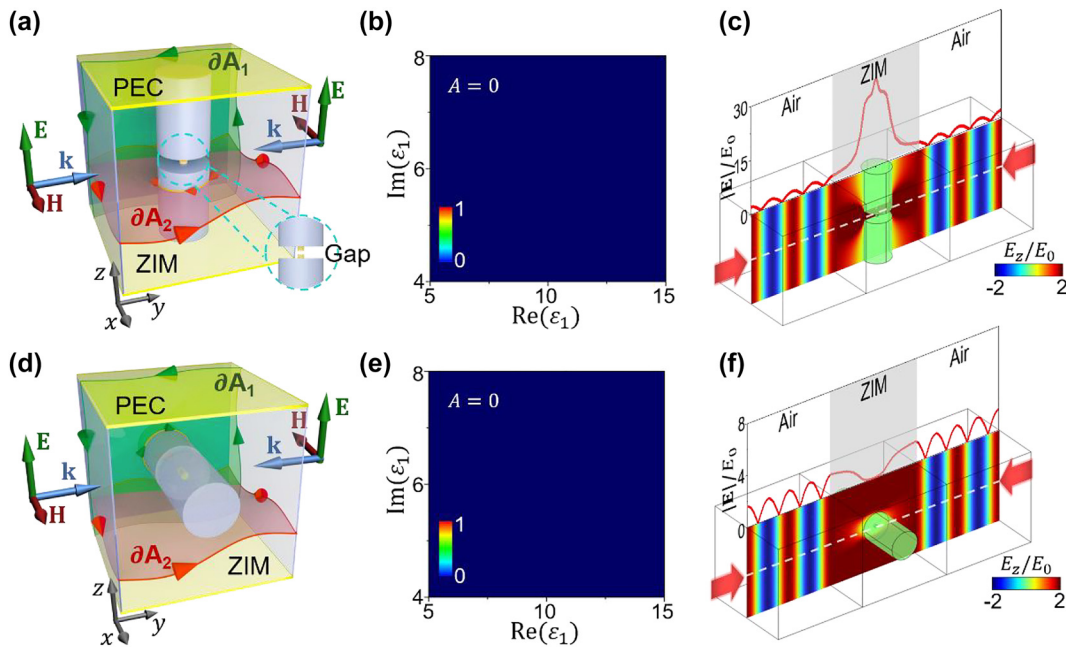 (a)
∂A₁
PEC
E
H
E
k
k
H
∂A₂
Gap
ZIM
z
y
x
(b)
8
A = 0
Im(ε₁)
6
1
0
4
5
10
15
Re(ε₁)
(c)
Air
ZIM
Air
30
15
0
|E|/E₀
E_z/E₀
-2
2
(d)
∂A₁
PEC
E
H
E
k
k
H
∂A₂
ZIM
z
y
x
(e)
8
A = 0
Im(ε₁)
6
1
0
4
5
10
15
Re(ε₁)
(f)
Air
ZIM
Air
8
4
0
|E|/E₀
E_z/E₀
-2
2